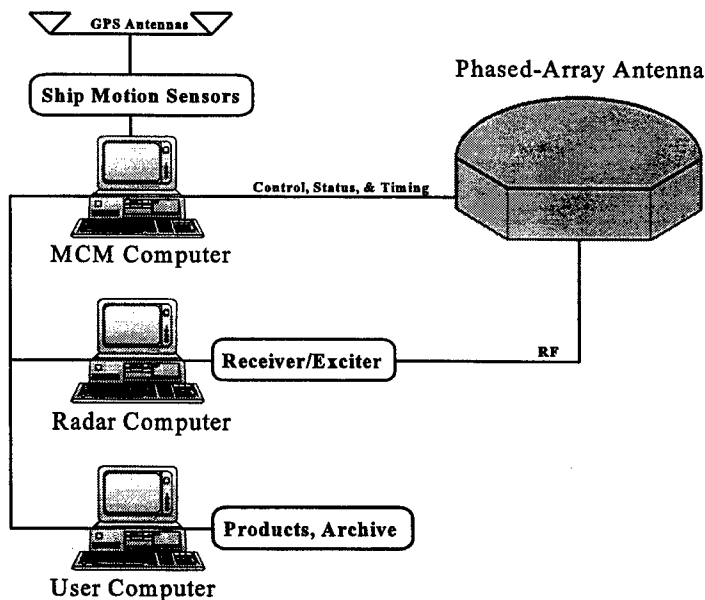 GPS Antennas
Phased-Array Antenna
Ship Motion Sensors
Control, Status, & Timing
MCM Computer
Receiver/Exciter
RF
Radar Computer
Products, Archive
User Computer